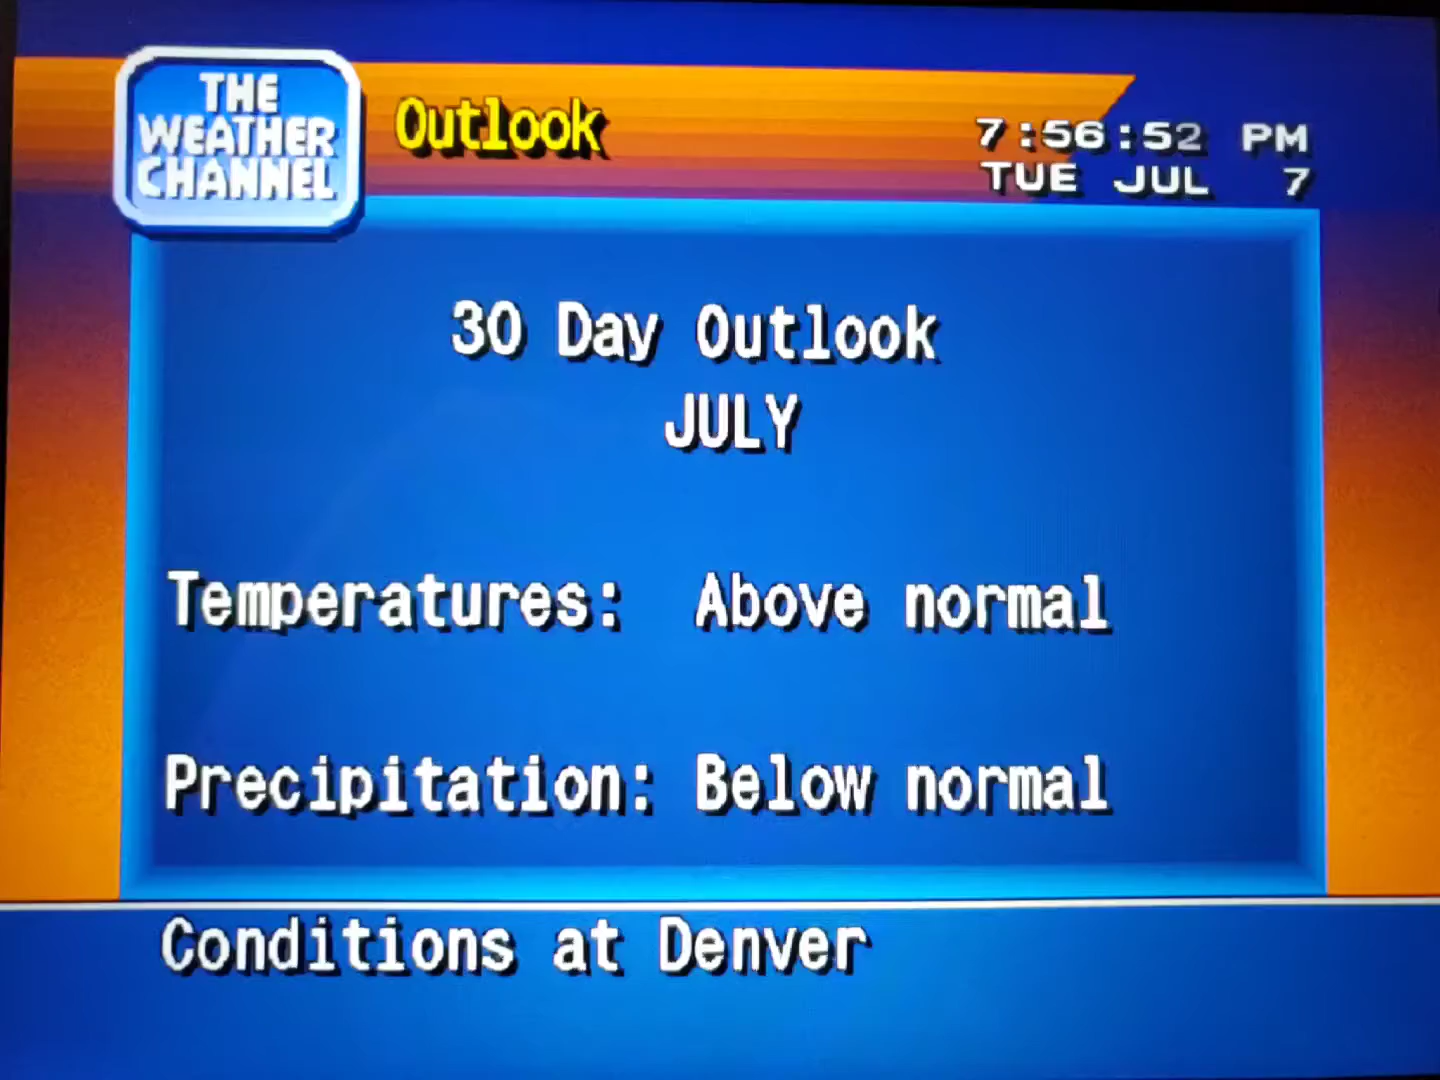 THE
WEATHER
CHANNEL
Outlook
7:56:52 PM
TUE JUL 7
30 Day Outlook
JULY
Temperatures: Above normal
Precipitation: Below normal
Conditions at Denver